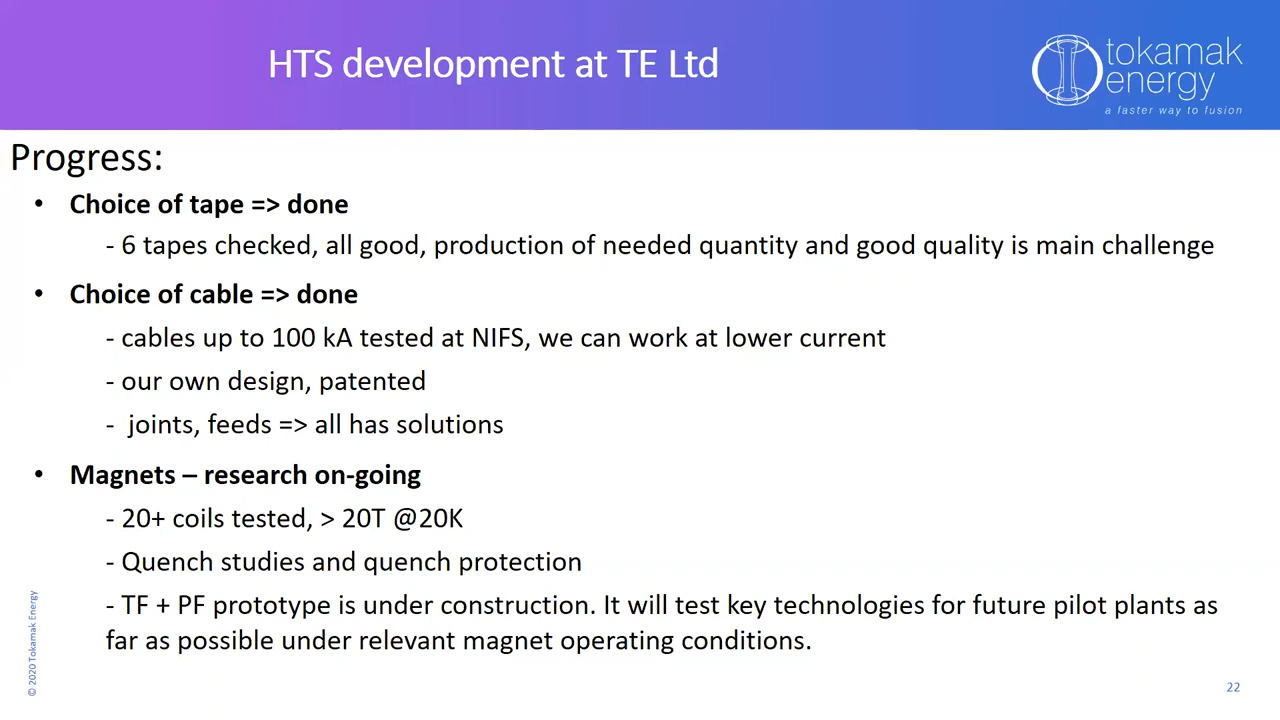 HTS development at TE Ltd
tokamak
energy
a faster way to fusion
Progress:
• Choice of tape => done
- 6 tapes checked, all good, production of needed quantity and good quality is main challenge
• Choice of cable => done
- cables up to 100 kA tested at NIFS, we can work at lower current
- our own design, patented
- joints, feeds => all has solutions
• Magnets – research on-going
- 20+ coils tested, > 20T @20K
- Quench studies and quench protection
- TF + PF prototype is under construction. It will test key technologies for future pilot plants as
far as possible under relevant magnet operating conditions.
© 2020 Tokamak Energy
22